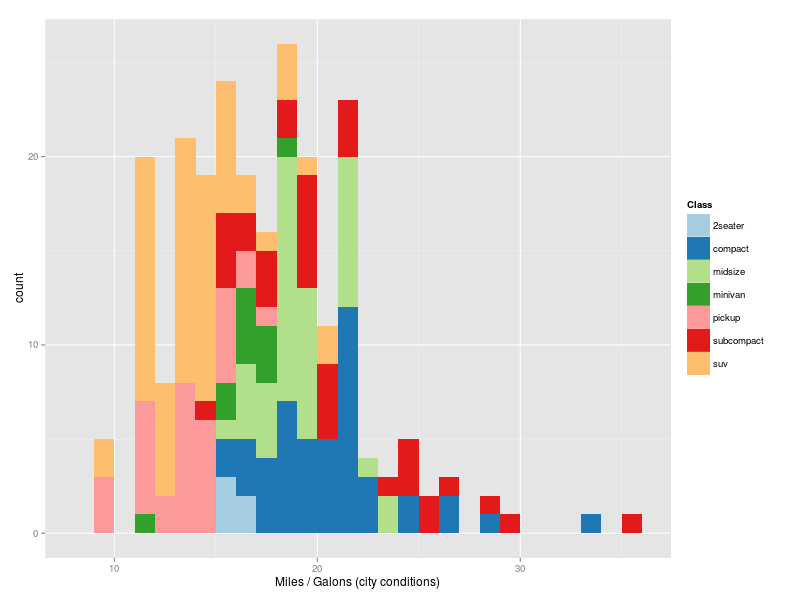 20
10
0
count
10 20 30
Miles / Galons (city conditions)
Class
2seater
compact
midsize
minivan
pickup
subcompact
suv